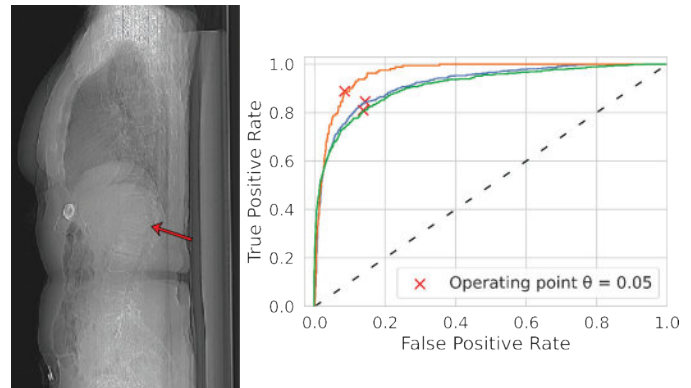 True Positive Rate
1.0
0.8
0.6
0.4
0.2
0.0
Operating point θ = 0.05
0.0 0.2 0.4 0.6 0.8 1.0
False Positive Rate